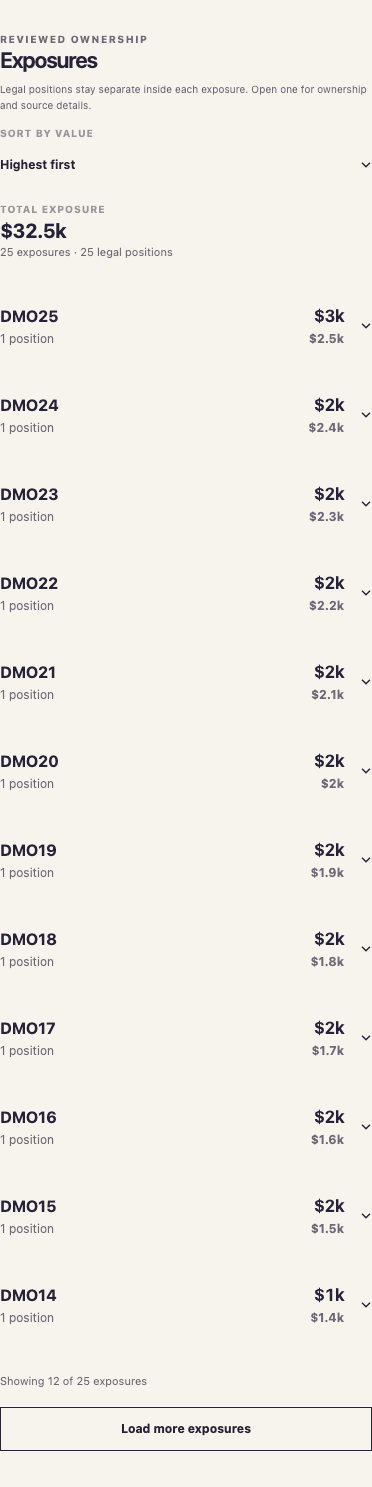 REVIEWED OWNERSHIP
Exposures
Legal positions stay separate inside each exposure. Open one for ownership
and source details.
SORT BY VALUE
Highest first
TOTAL EXPOSURE
$32.5k
25 exposures · 25 legal positions
DMO25 $3k
1 position $2.5k
DMO24 $2k
1 position $2.4k
DMO23 $2k
1 position $2.3k
DMO22 $2k
1 position $2.2k
DMO21 $2k
1 position $2.1k
DMO20 $2k
1 position $2k
DMO19 $2k
1 position $1.9k
DMO18 $2k
1 position $1.8k
DMO17 $2k
1 position $1.7k
DMO16 $2k
1 position $1.6k
DMO15 $2k
1 position $1.5k
DMO14 $1k
1 position $1.4k
Showing 12 of 25 exposures
Load more exposures